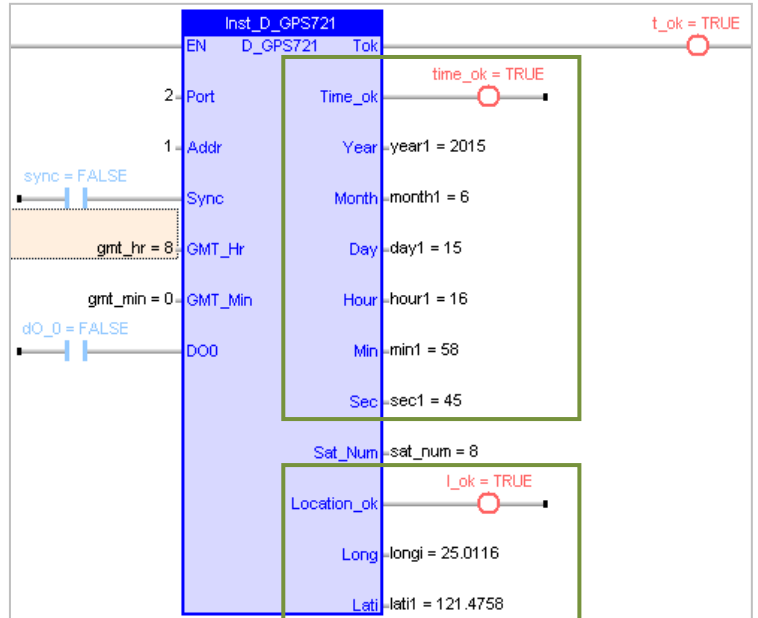 Inst_D_GPS721
t_ok = TRUE
EN D_GPS721 Tok
time_ok = TRUE
2 Port Time_ok
1 Addr Year year1 = 2015
sync = FALSE
Sync Month month1 = 6
gmt_hr = 8 GMT_Hr Day day1 = 15
gmt_min = 0 GMT_Min Hour hour1 = 16
dO_0 = FALSE
DO0 Min min1 = 58
Sec sec1 = 45
Sat_Num sat_num = 8
l_ok = TRUE
Location_ok
Long longi = 25.0116
Lati lati1 = 121.4758